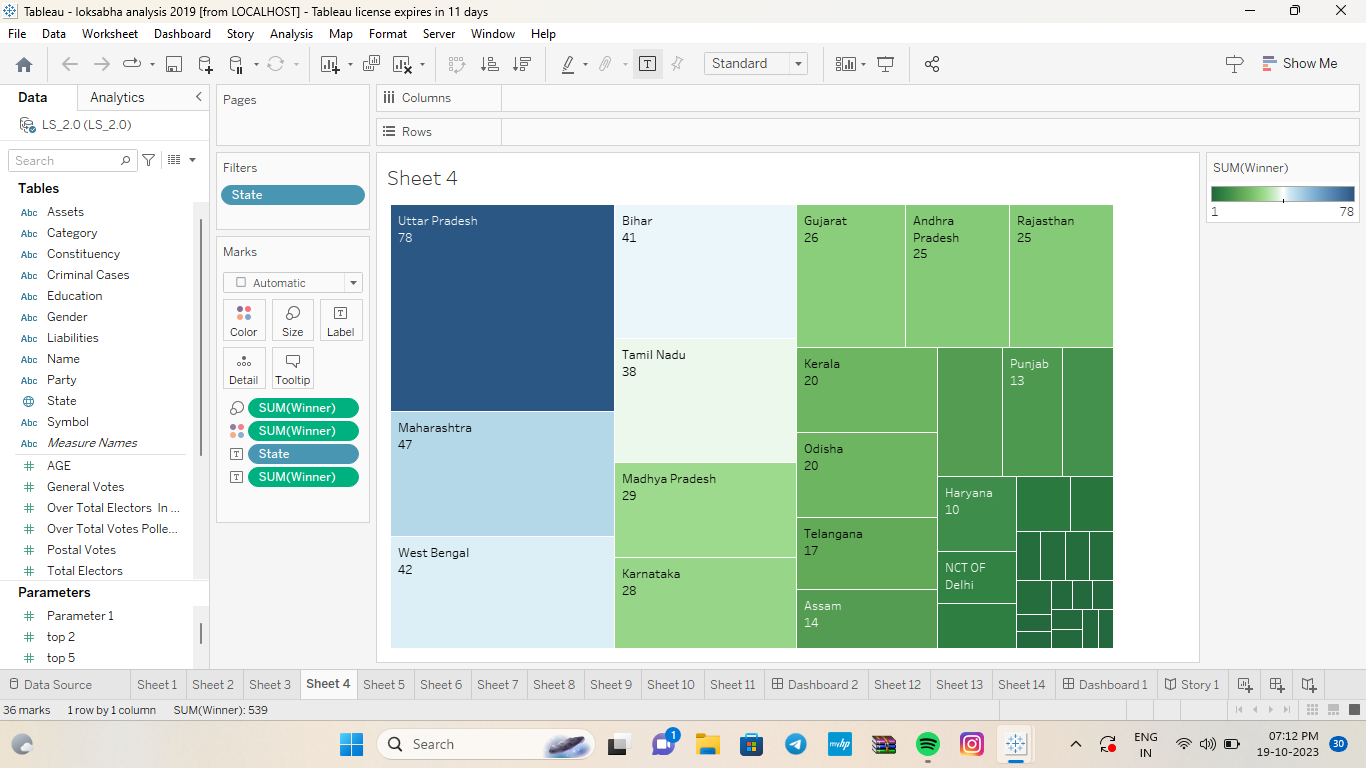 Tableau - loksabha analysis 2019 [from LOCALHOST] - Tableau license expires in 11 days
File Data Worksheet Dashboard Story Analysis Map Format Server Window Help
Standard
Show Me
Data Analytics
LS_2.0 (LS_2.0)
Search
Tables
Abc Assets
Abc Category
Abc Constituency
Abc Criminal Cases
Abc Education
Abc Gender
Abc Liabilities
Abc Name
Abc Party
State
Abc Symbol
Abc Measure Names
# AGE
# General Votes
# Over Total Electors In ...
# Over Total Votes Polle...
# Postal Votes
# Total Electors
Parameters
# Parameter 1
# top 2
# top 5
Pages
Filters
State
Marks
Automatic
Color Size Label
Detail Tooltip
SUM(Winner)
SUM(Winner)
State
SUM(Winner)
Columns
Rows
Sheet 4
Uttar Pradesh
78
Maharashtra
47
West Bengal
42
Bihar
41
Tamil Nadu
38
Madhya Pradesh
29
Karnataka
28
Gujarat
26
Andhra
Pradesh
25
Rajasthan
25
Kerala
20
Odisha
20
Telangana
17
Assam
14
Punjab
13
Haryana
10
NCT OF
Delhi
SUM(Winner)
1 78
Data Source Sheet 1 Sheet 2 Sheet 3 Sheet 4 Sheet 5 Sheet 6 Sheet 7 Sheet 8 Sheet 9 Sheet 10 Sheet 11 Dashboard 2 Sheet 12 Sheet 13 Sheet 14 Dashboard 1 Story 1
36 marks 1 row by 1 column SUM(Winner): 539
Search
1
myhp
ENG
IN
07:12 PM
19-10-2023
30